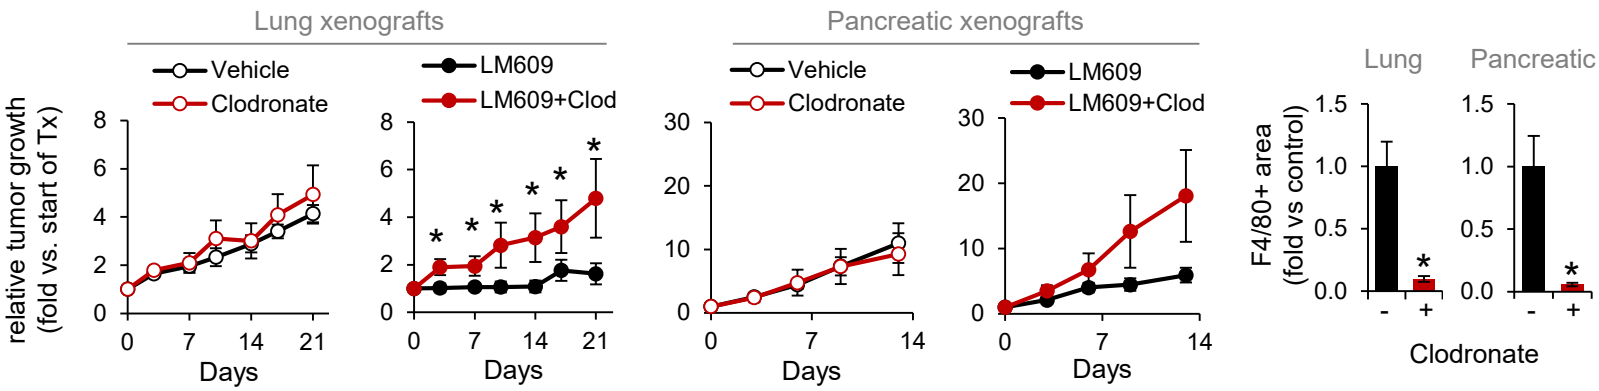 Lung xenografts
Pancreatic xenografts
Lung
Pancreatic
relative tumor growth
(fold vs. start of Tx)
Vehicle
Clodronate
8
6
4
2
0
0 7 14 21
Days
LM609
LM609+Clod
8
6
4
2
0
* * * * * *
0 7 14 21
Days
Vehicle
Clodronate
30
20
10
0
0 7 14
Days
LM609
LM609+Clod
30
20
10
0
0 7 14
Days
F4/80+ area
(fold vs control)
1.5
1.0
0.5
0.0
*
- +
1.5
1.0
0.5
0.0
*
- +
Clodronate